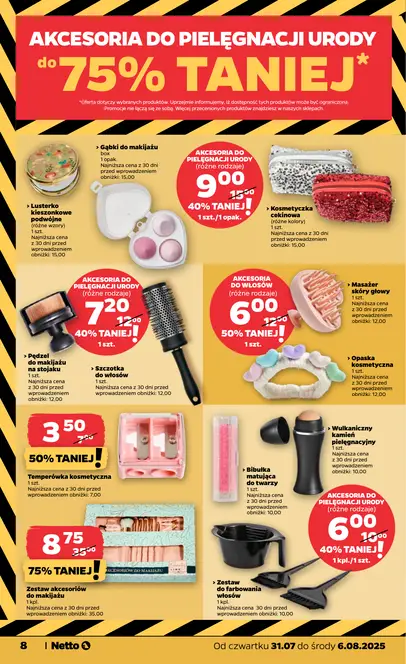 AKCESORIA DO PIELĘGNACJI URODY
do 75% TANIEJ*
*Oferta dotyczy wybranych produktów. Uprzejmie informujemy, iż dostępność tych produktów może być ograniczona.
Promocje nie łączą się ze sobą. Więcej przecenionych produktów znajdziesz w naszych sklepach.
Gąbki do makijażu
box
1 opak.
Najniższa cena
z 30 dni przed
wprowadzeniem
obniżki: 15,00
Lusterko
kieszonkowe
podwójne
(różne wzory)
1 szt.
Najniższa cena
z 30 dni przed
wprowadzeniem
obniżki: 15,00
AKCESORIA DO
PIELĘGNACJI URODY
(różne rodzaje)
9 00
15,00
40% TANIEJ!
1 szt./1 opak.
Kosmetyczka
cekinowa
(różne kolory)
1 szt.
Najniższa cena
z 30 dni przed
wprowadzeniem
obniżki: 15,00
AKCESORIA DO
PIELĘGNACJI URODY
(różne rodzaje)
7 20
12,00
40% TANIEJ!
1 szt.
Pędzel
do makijażu
na stojaku
1 szt.
Najniższa cena
z 30 dni przed
wprowadzeniem
obniżki: 12,00
Szczotka
do włosów
1 szt.
Najniższa cena
z 30 dni przed
wprowadzeniem
obniżki: 12,00
AKCESORIA
DO WŁOSÓW
(różne rodzaje)
6 00
12,00
50% TANIEJ!
1 szt.
Masażer
skóry głowy
1 szt.
Najniższa cena
z 30 dni przed
wprowadzeniem
obniżki: 12,00
Opaska
kosmetyczna
1 szt.
Najniższa cena
z 30 dni przed
wprowadzeniem
obniżki: 12,00
3 50
7,00
50% TANIEJ!
Temperówka kosmetyczna
1 szt.
Najniższa cena z 30 dni przed
wprowadzeniem obniżki: 7,00
8 75
35,00
75% TANIEJ!
Zestaw akcesoriów
do makijażu
1 kpl.
Najniższa cena z 30 dni przed
wprowadzeniem obniżki: 35,00
Bibułka
matująca
do twarzy
1 szt.
Najniższa cena
z 30 dni przed
wprowadzeniem
obniżki: 10,00
Wulkaniczny
kamień
pielęgnacyjny
1 szt.
Najniższa cena
z 30 dni przed
wprowadzeniem
obniżki: 10,00
AKCESORIA DO
PIELĘGNACJI URODY
(różne rodzaje)
6 00
10,00
40% TANIEJ!
1 kpl./1 szt.
Zestaw
do farbowania
włosów
1 kpl.
Najniższa cena z 30 dni przed
wprowadzeniem obniżki: 10,00
8 | Netto
Od czwartku 31.07 do środy 6.08.2025